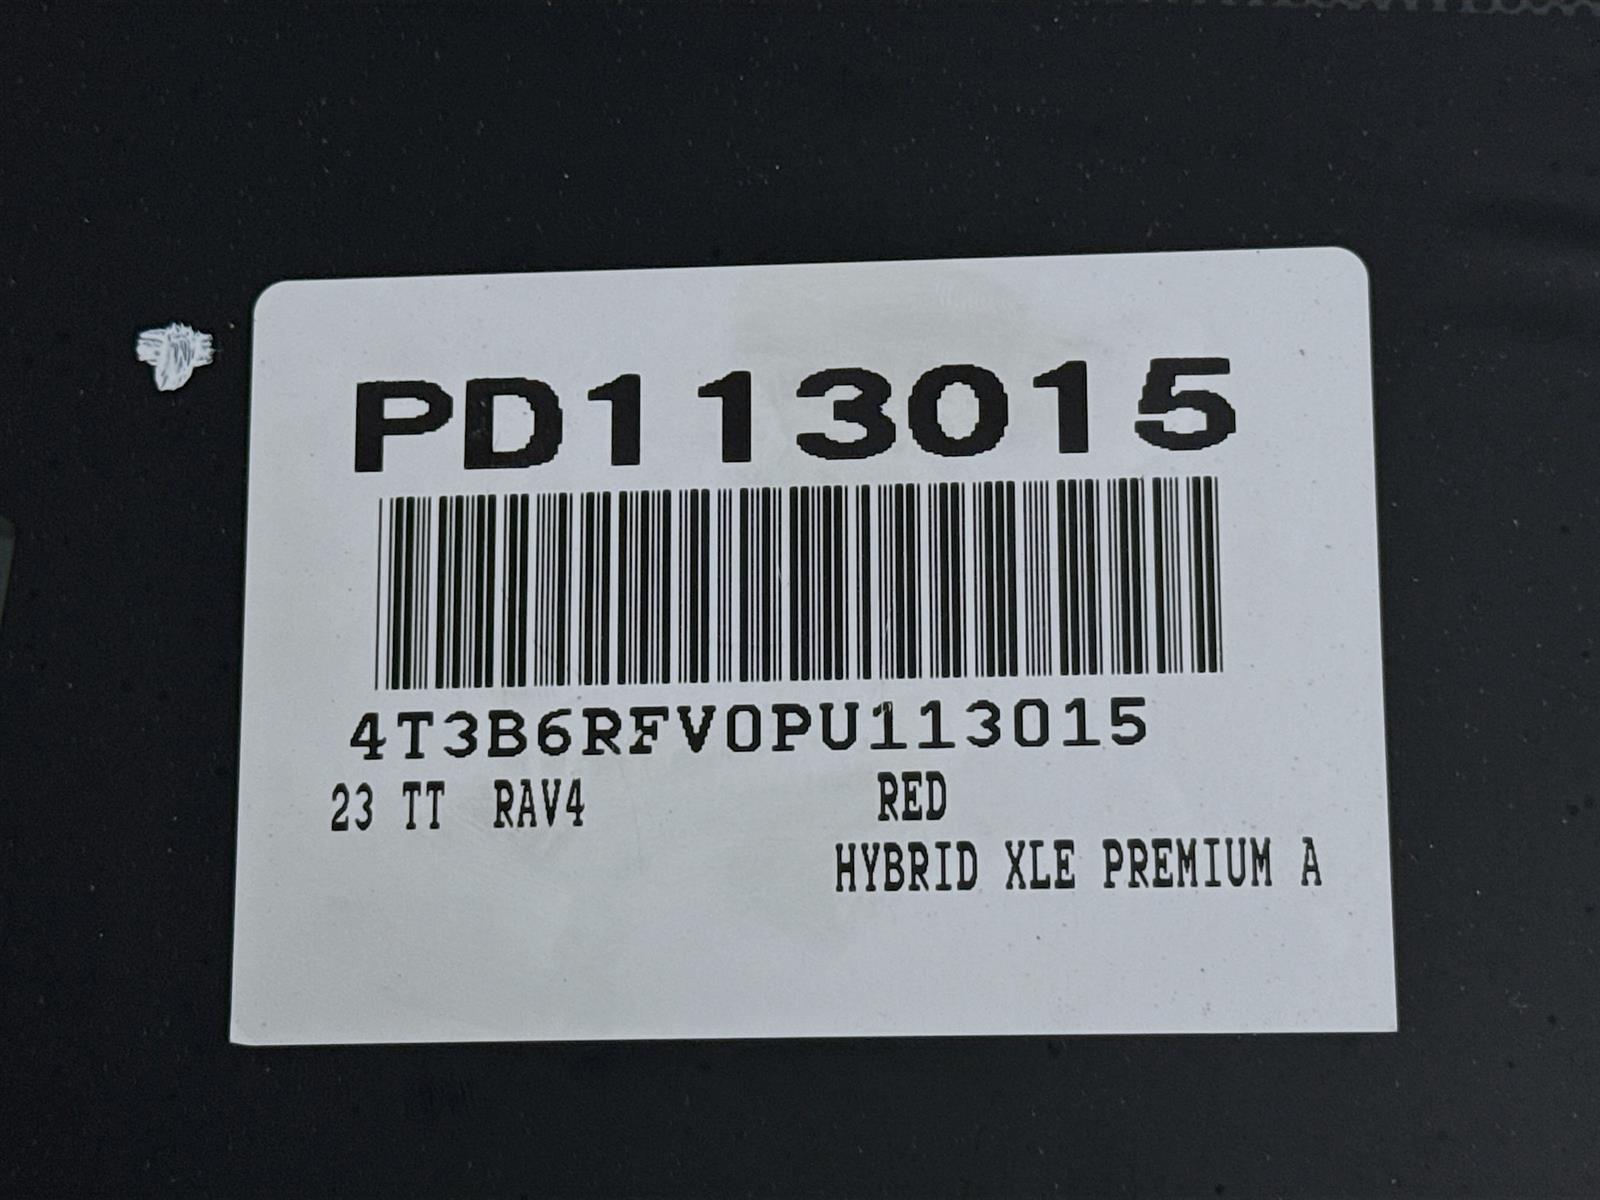 PD113015
4T3B6RFV0PU113015
23 TT RAV4 RED
HYBRID XLE PREMIUM A